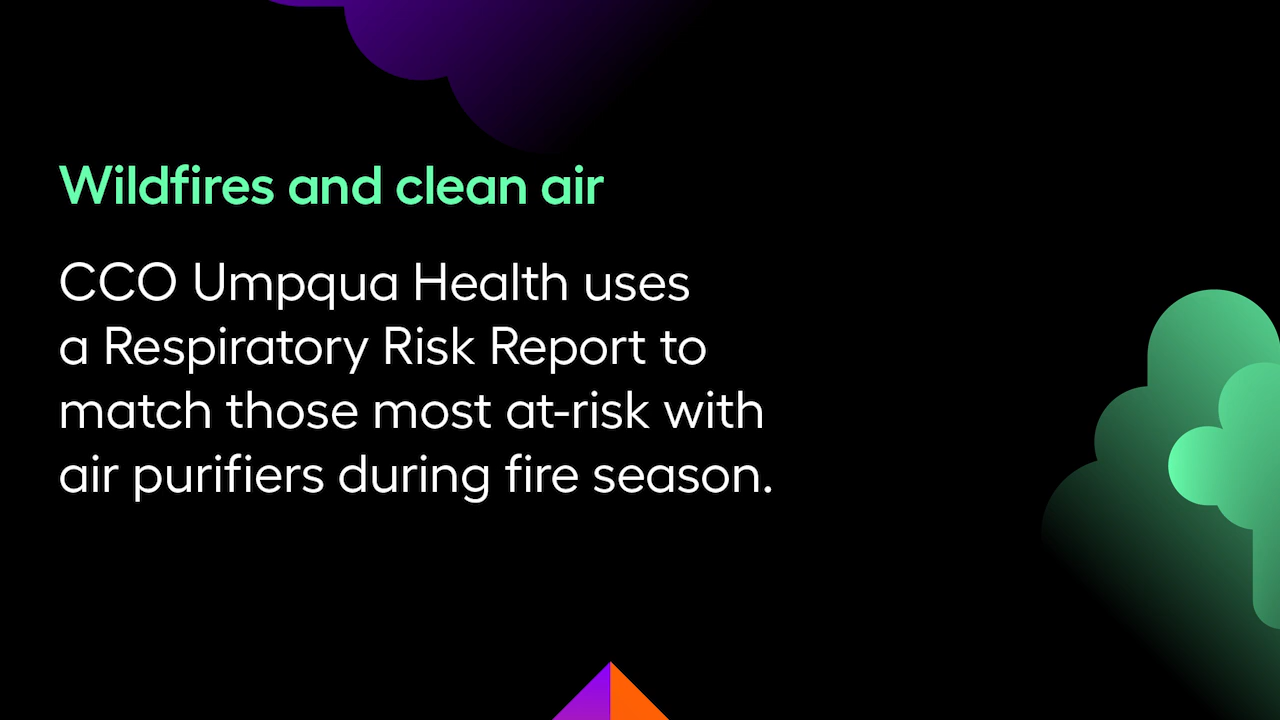 Wildfires and clean air
CCO Umpqua Health uses
a Respiratory Risk Report to
match those most at-risk with
air purifiers during fire season.